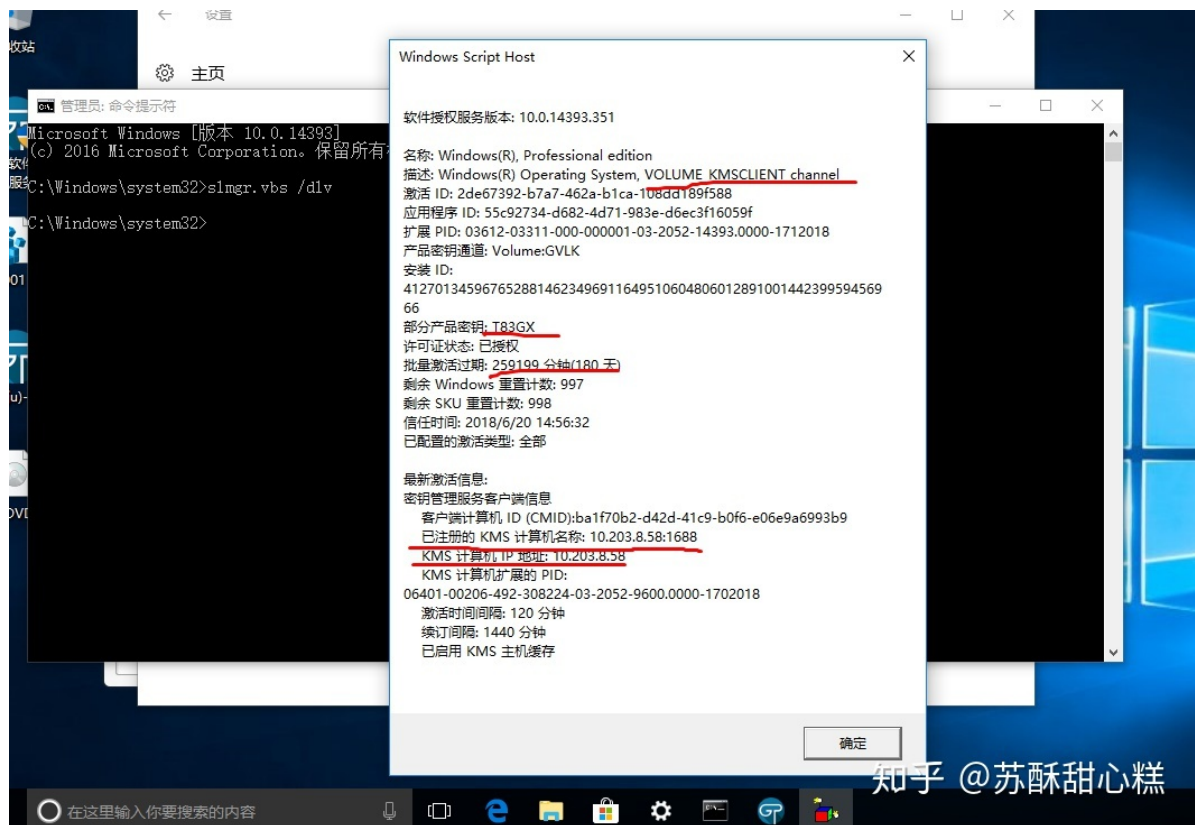 设置
收站
主页
Windows Script Host
管理员: 命令提示符
Microsoft Windows [版本 10.0.14393]
(c) 2016 Microsoft Corporation。保留所有
C:\Windows\system32>slmgr.vbs /dlv
C:\Windows\system32>
软件授权服务版本: 10.0.14393.351
名称: Windows(R), Professional edition
描述: Windows(R) Operating System, VOLUME_KMSCLIENT channel
激活 ID: 2de67392-b7a7-462a-b1ca-108dd189f588
应用程序 ID: 55c92734-d682-4d71-983e-d6ec3f16059f
扩展 PID: 03612-03311-000-000001-03-2052-14393.0000-1712018
产品密钥通道: Volume:GVLK
安装 ID:
4127013459676528814623496911649510604806012891001442399594569
66
部分产品密钥: T83GX
许可证状态: 已授权
批量激活过期: 259199 分钟(180 天)
剩余 Windows 重置计数: 997
剩余 SKU 重置计数: 998
信任时间: 2018/6/20 14:56:32
已配置的激活类型: 全部
最新激活信息:
密钥管理服务客户端信息
客户端计算机 ID (CMID):ba1f70b2-d42d-41c9-b0f6-e06e9a6993b9
已注册的 KMS 计算机名称: 10.203.8.58:1688
KMS 计算机 IP 地址: 10.203.8.58
KMS 计算机扩展的 PID:
06401-00206-492-308224-03-2052-9600.0000-1702018
激活时间间隔: 120 分钟
续订间隔: 1440 分钟
已启用 KMS 主机缓存
确定
知乎 @苏酥甜心糕
在这里输入你要搜索的内容